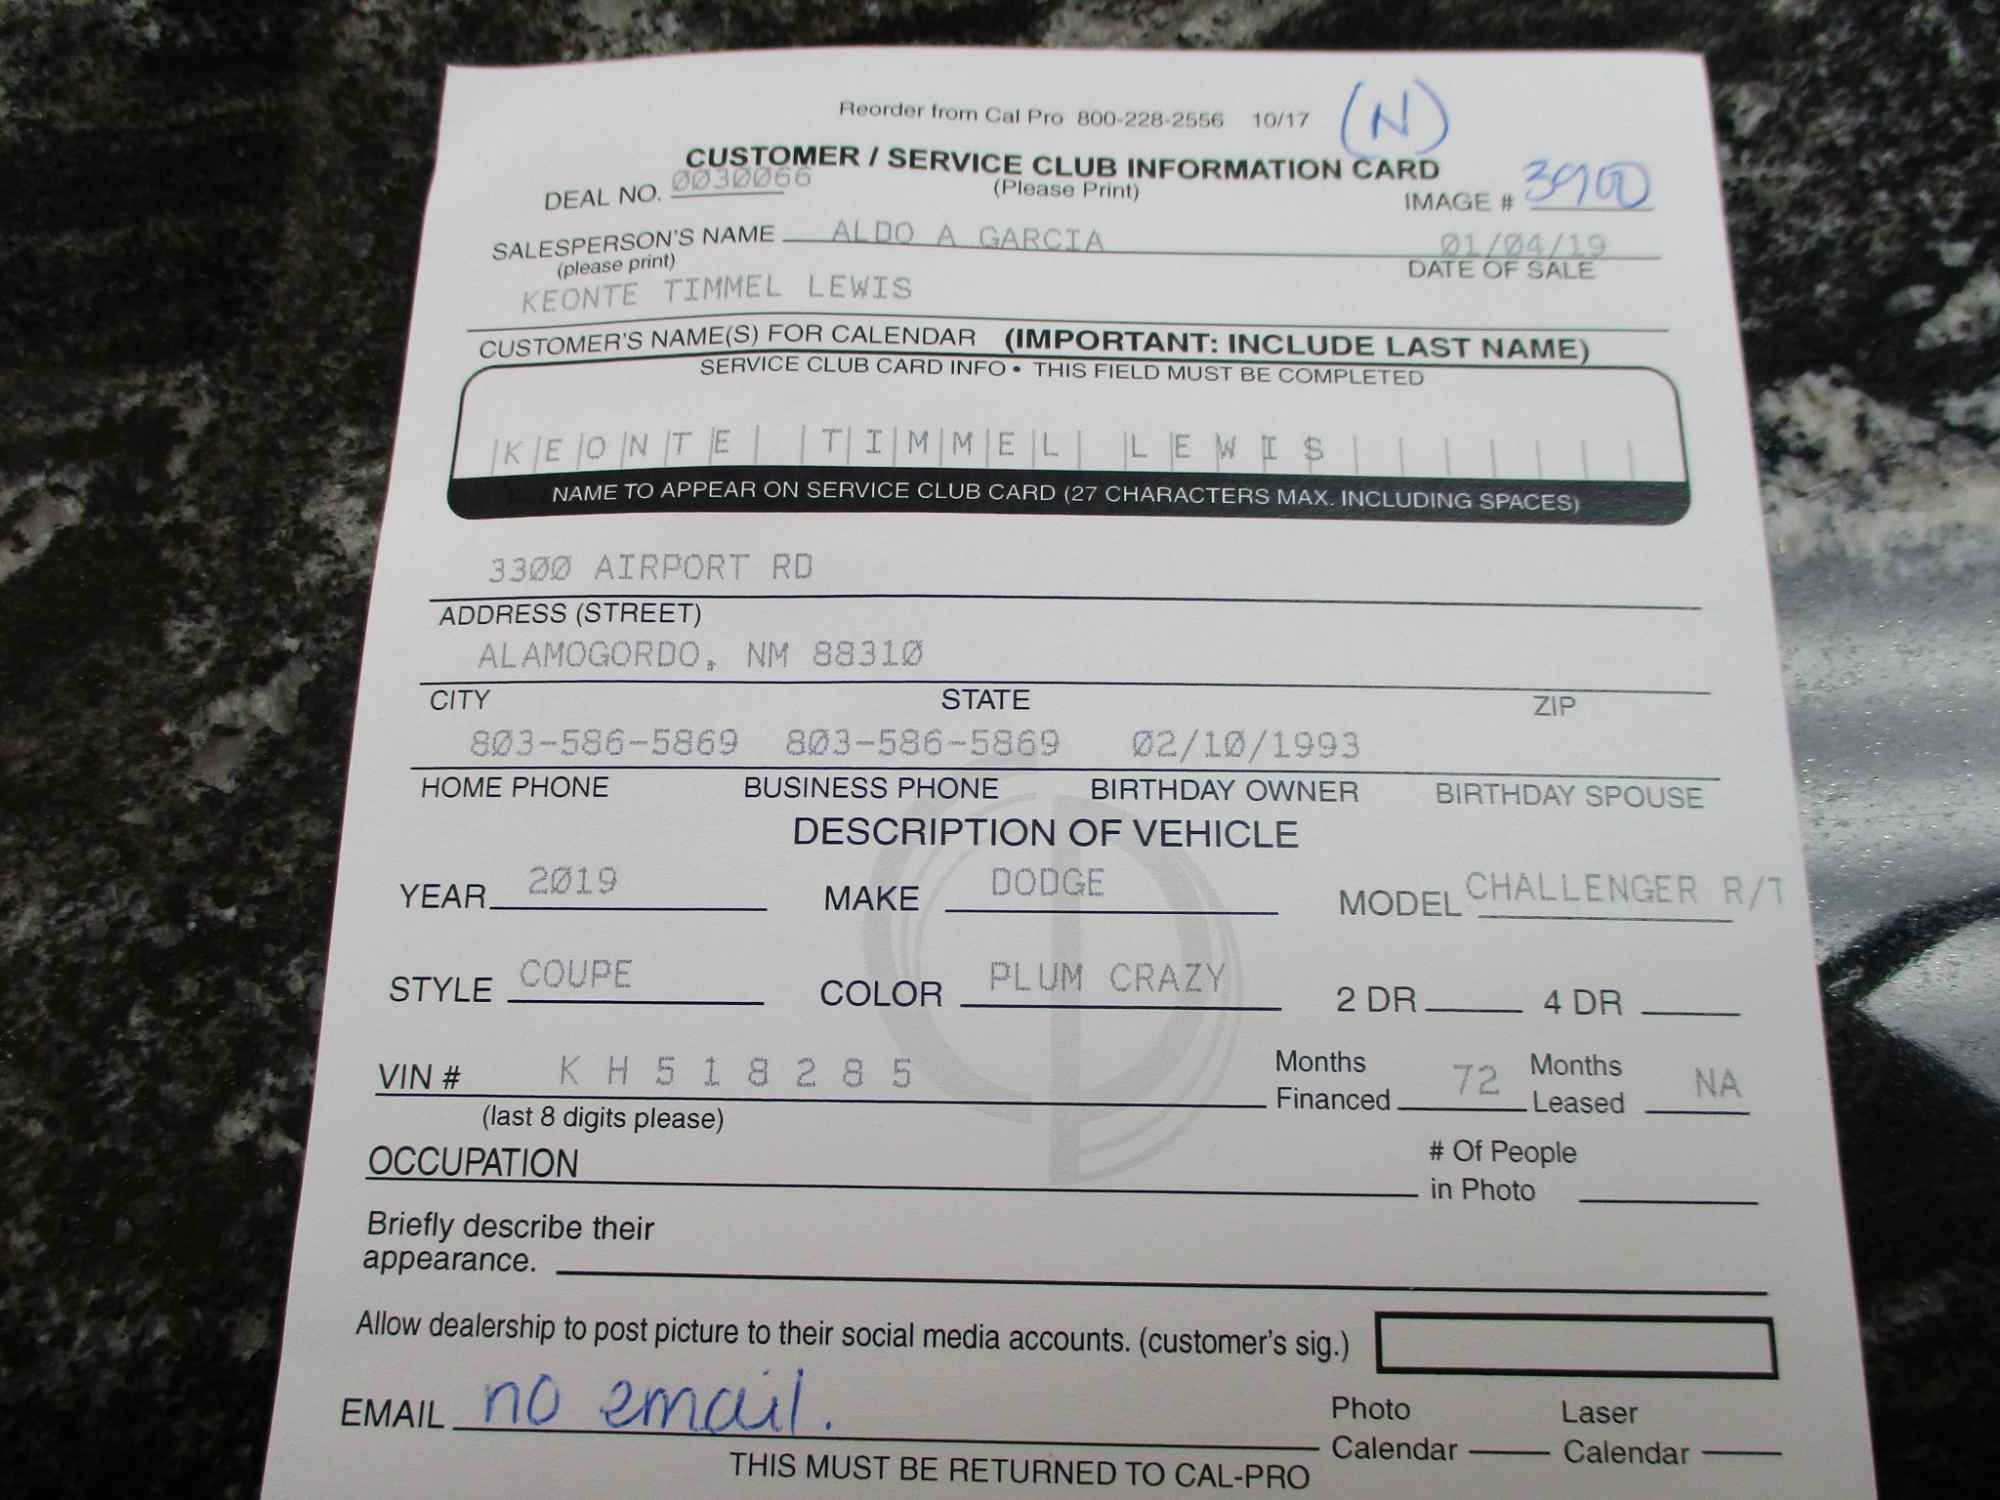 Reorder from Cal Pro 800-228-2556 10/17 (N)
CUSTOMER / SERVICE CLUB INFORMATION CARD
DEAL NO. 0030066 (Please Print) IMAGE # 3900
SALESPERSON'S NAME ALDO A GARCIA 01/04/19
(please print) DATE OF SALE
KEONTE TIMMEL LEWIS
CUSTOMER'S NAME(S) FOR CALENDAR (IMPORTANT: INCLUDE LAST NAME)
SERVICE CLUB CARD INFO • THIS FIELD MUST BE COMPLETED
KEONTE TIMMEL LEWIS
NAME TO APPEAR ON SERVICE CLUB CARD (27 CHARACTERS MAX. INCLUDING SPACES)
3300 AIRPORT RD
ADDRESS (STREET)
ALAMOGORDO, NM 88310
CITY STATE ZIP
803-586-5869 803-586-5869 02/10/1993
HOME PHONE BUSINESS PHONE BIRTHDAY OWNER BIRTHDAY SPOUSE
DESCRIPTION OF VEHICLE
YEAR 2019 MAKE DODGE MODEL CHALLENGER R/T
STYLE COUPE COLOR PLUM CRAZY 2 DR 4 DR
VIN # KH518285 Months Financed 72 Months Leased NA
(last 8 digits please)
OCCUPATION # Of People in Photo
Briefly describe their
appearance.
Allow dealership to post picture to their social media accounts. (customer's sig.)
EMAIL no email. Photo Calendar Laser Calendar
THIS MUST BE RETURNED TO CAL-PRO